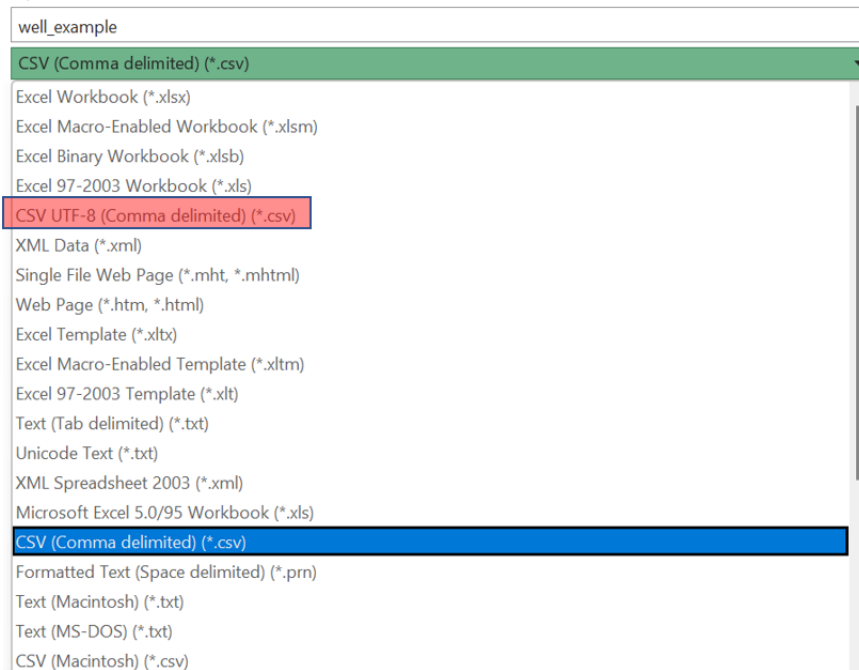 well_example
CSV (Comma delimited) (*.csv)
Excel Workbook (*.xlsx)
Excel Macro-Enabled Workbook (*.xlsm)
Excel Binary Workbook (*.xlsb)
Excel 97-2003 Workbook (*.xls)
CSV UTF-8 (Comma delimited) (*.csv)
XML Data (*.xml)
Single File Web Page (*.mht, *.mhtml)
Web Page (*.htm, *.html)
Excel Template (*.xltx)
Excel Macro-Enabled Template (*.xltm)
Excel 97-2003 Template (*.xlt)
Text (Tab delimited) (*.txt)
Unicode Text (*.txt)
XML Spreadsheet 2003 (*.xml)
Microsoft Excel 5.0/95 Workbook (*.xls)
CSV (Comma delimited) (*.csv)
Formatted Text (Space delimited) (*.prn)
Text (Macintosh) (*.txt)
Text (MS-DOS) (*.txt)
CSV (Macintosh) (*.csv)